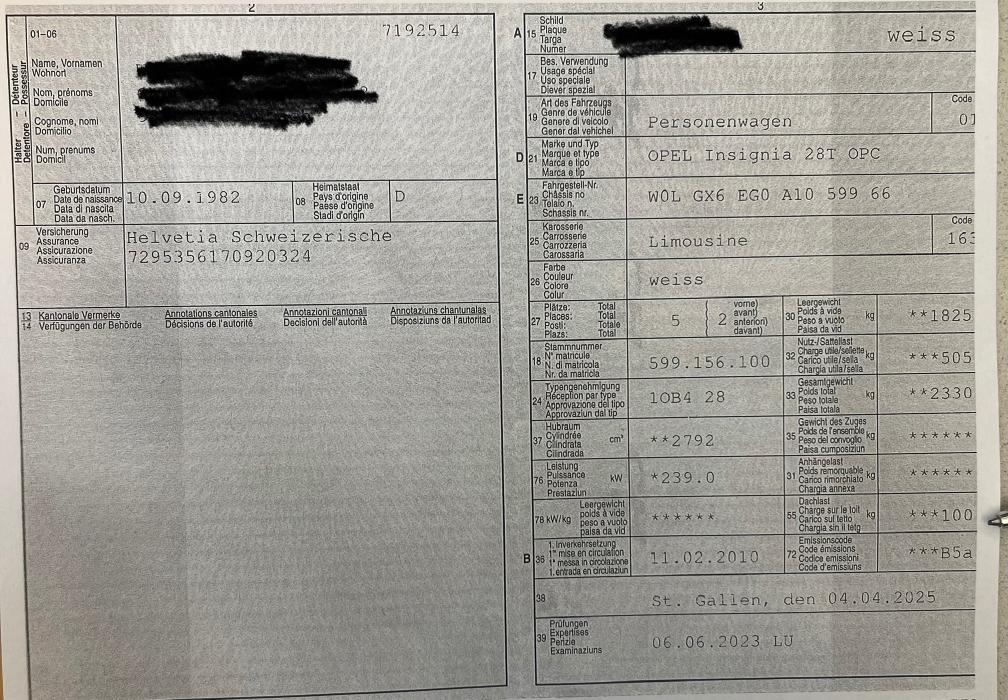 2
01-06
7192514
Halter – Détenteur
Detentore – Possessur
Name, Vornamen
Wohnort
Nom, prénoms
Domicile
Cognome, nomi
Domicilio
Num, prenums
Domicil
07
Geburtsdatum
Date de naissance
Data di nascita
Data da nasch.
10.09.1982
08
Heimatstaat
Pays d'origine
Paese d'origine
Stadi d'origin
D
09
Versicherung
Assurance
Assicurazione
Assicuranza
Helvetia Schweizerische
7295356170920324
13 Kantonale Vermerke
14 Verfügungen der Behörde
Annotations cantonales
Décisions de l'autorité
Annotazioni cantonali
Decisioni dell'autorità
Annotaziuns chantunalas
Disposiziuns da l'autoritad
3
A 15
Schild
Plaque
Targa
Numer
weiss
17
Bes. Verwendung
Usage spécial
Uso speciale
Diever spezial
19
Art des Fahrzeugs
Genre de véhicule
Genere di veicolo
Gener dal vehichel
Personenwagen
Code
01
D 21
Marke und Typ
Marque et type
Marca e tipo
Marca e tip
OPEL Insignia 28T OPC
E 23
Fahrgestell-Nr.
Châssis no
Telaio n.
Schassis nr.
W0L GX6 EG0 A10 599 66
25
Karosserie
Carrosserie
Carrozzeria
Carossaria
Limousine
Code
163
26
Farbe
Couleur
Colore
Colur
weiss
27
Plätze: Total
Places: Total
Posti: Totale
Plazs: Total
5
2
vorne)
avant)
anteriori)
davant)
30
Leergewicht
Poids à vide
Peso a vuoto
Paisa da vid
kg
**1825
18
Stammnummer
N° matricule
N. di matricola
Nr. da matricla
599.156.100
32
Nutz-/Sattellast
Charge utile/sellette
Carico utile/sella
Chargia utila/sella
kg
***505
24
Typengenehmigung
Réception par type
Approvazione del tipo
Approvaziun dal tip
1OB4 28
33
Gesamtgewicht
Poids total
Peso totale
Paisa totala
kg
**2330
37
Hubraum
Cylindrée
Cilindrata
Cilindrada
cm³
**2792
35
Gewicht des Zuges
Poids de l'ensemble
Peso del convoglio
Paisa cumposiziun
kg
******
76
Leistung
Puissance
Potenza
Prestaziun
kW
*239.0
31
Anhängelast
Poids remorquable
Carico rimorchiato
Chargia annexa
kg
******
78 kW/kg
Leergewicht
poids à vide
peso a vuoto
paisa da vid
******
55
Dachlast
Charge sur le toit
Carico sul tetto
Chargia sin il tetg
kg
***100
B 36
1. Inverkehrsetzung
1re mise en circulation
1a messa in circolazione
1. entrada en circulaziun
11.02.2010
72
Emissionscode
Code émissions
Codice emissioni
Code d'emissiuns
***B5a
38
St. Gallen, den 04.04.2025
39
Prüfungen
Expertises
Perizie
Examinaziuns
06.06.2023 LU